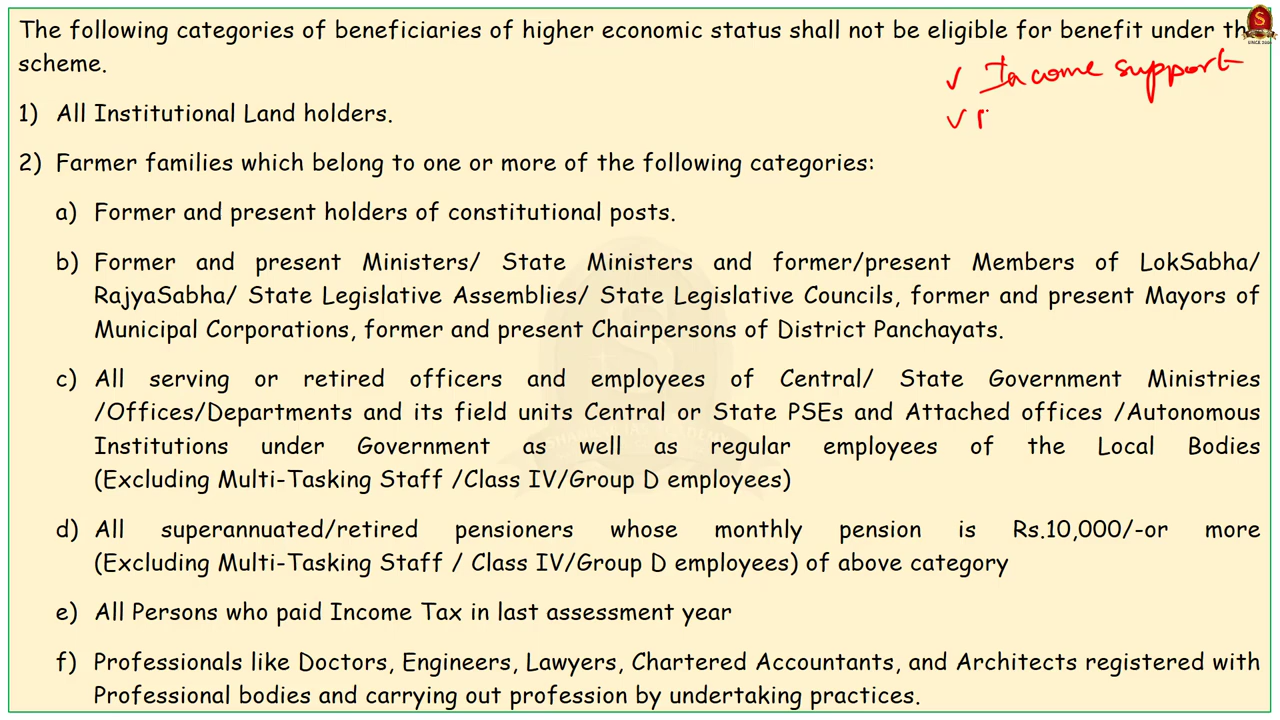 The following categories of beneficiaries of higher economic status shall not be eligible for benefit under
scheme.
✓ Income support
✓
1) All Institutional Land holders.
2) Farmer families which belong to one or more of the following categories:
a) Former and present holders of constitutional posts.
b) Former and present Ministers/ State Ministers and former/present Members of LokSabha/
RajyaSabha/ State Legislative Assemblies/ State Legislative Councils, former and present Mayors of
Municipal Corporations, former and present Chairpersons of District Panchayats.
c) All serving or retired officers and employees of Central/ State Government Ministries
/Offices/Departments and its field units Central or State PSEs and Attached offices /Autonomous
Institutions under Government as well as regular employees of the Local Bodies
(Excluding Multi-Tasking Staff /Class IV/Group D employees)
d) All superannuated/retired pensioners whose monthly pension is Rs.10,000/-or more
(Excluding Multi-Tasking Staff / Class IV/Group D employees) of above category
e) All Persons who paid Income Tax in last assessment year
f) Professionals like Doctors, Engineers, Lawyers, Chartered Accountants, and Architects registered with
Professional bodies and carrying out profession by undertaking practices.